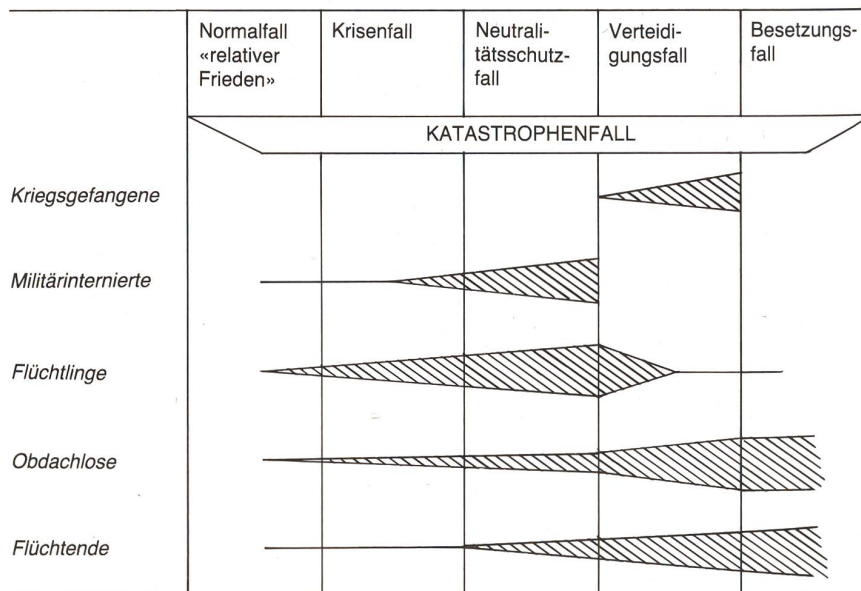 Normalfall
«relativer
Frieden»
Krisenfall
Neutrali-
tätsschutz-
fall
Verteidi-
gungsfall
Besetzungs-
fall
KATASTROPHENFALL
Kriegsgefangene
Militärinternierte
Flüchtlinge
Obdachlose
Flüchtende